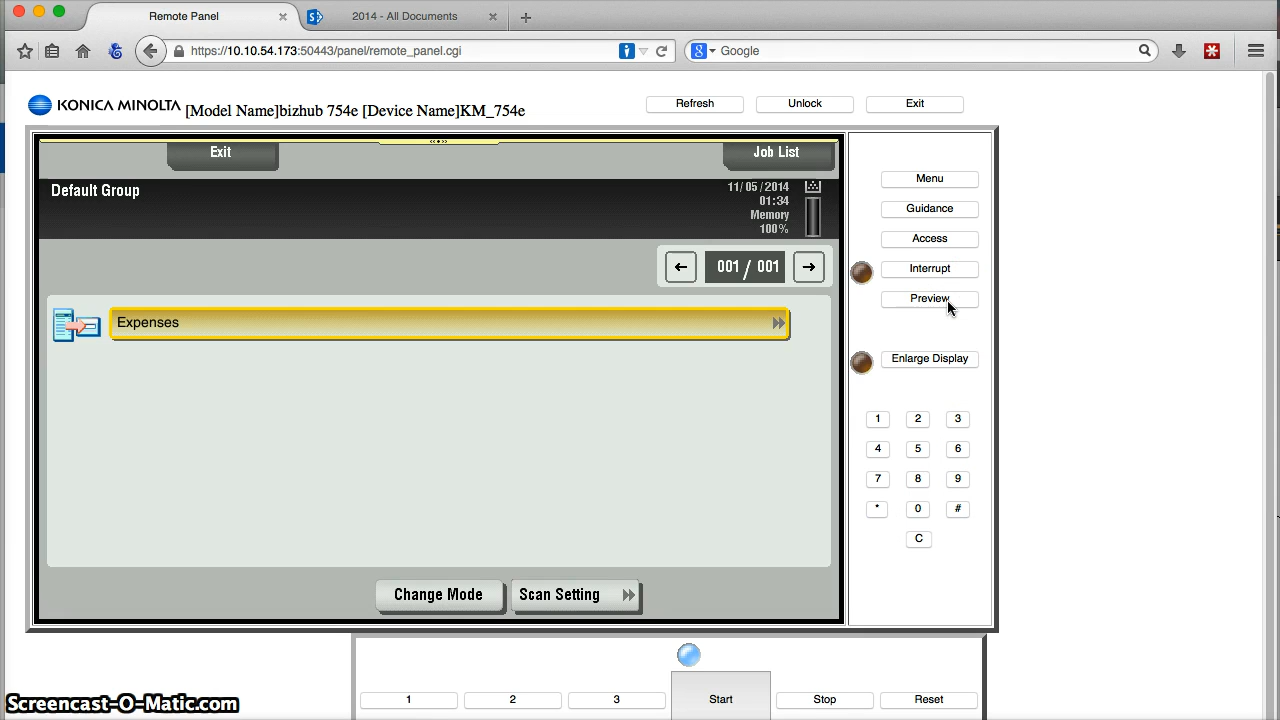 Remote Panel
2014 - All Documents
https://10.10.54.173:50443/panel/remote_panel.cgi
Google
KONICA MINOLTA [Model Name]bizhub 754e [Device Name]KM_754e
Refresh
Unlock
Exit
Exit
Job List
Default Group
11/05/2014
01:34
Memory
100%
001 / 001
Expenses
Change Mode
Scan Setting
Menu
Guidance
Access
Interrupt
Preview
Enlarge Display
1 2 3
4 5 6
7 8 9
* 0 #
C
1 2 3 Start Stop Reset
Screencast-O-Matic.com